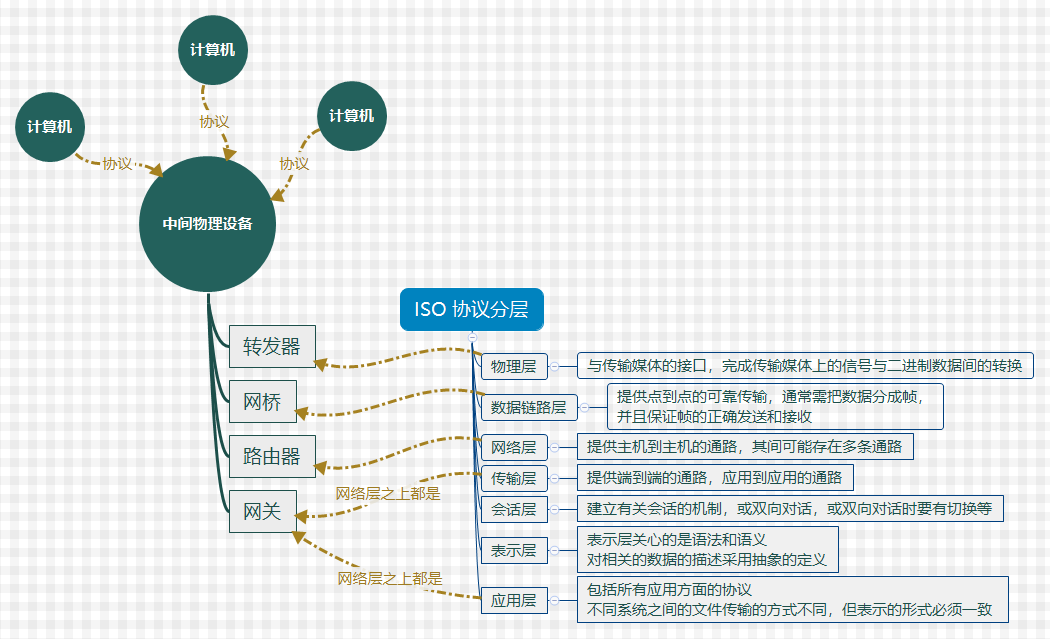 计算机
计算机
计算机
协议
协议
协议
中间物理设备
ISO 协议分层
转发器
网桥
路由器
网关
物理层
与传输媒体的接口，完成传输媒体上的信号与二进制数据间的转换
数据链路层
提供点到点的可靠传输，通常需把数据分成帧，
并且保证帧的正确发送和接收
网络层
提供主机到主机的通路，其间可能存在多条通路
传输层
提供端到端的通路，应用到应用的通路
网络层之上都是
会话层
建立有关会话的机制，或双向对话，或双向对话时要有切换等
表示层
表示层关心的是语法和语义
对相关的数据的描述采用抽象的定义
网络层之上都是
应用层
包括所有应用方面的协议
不同系统之间的文件传输的方式不同，但表示的形式必须一致